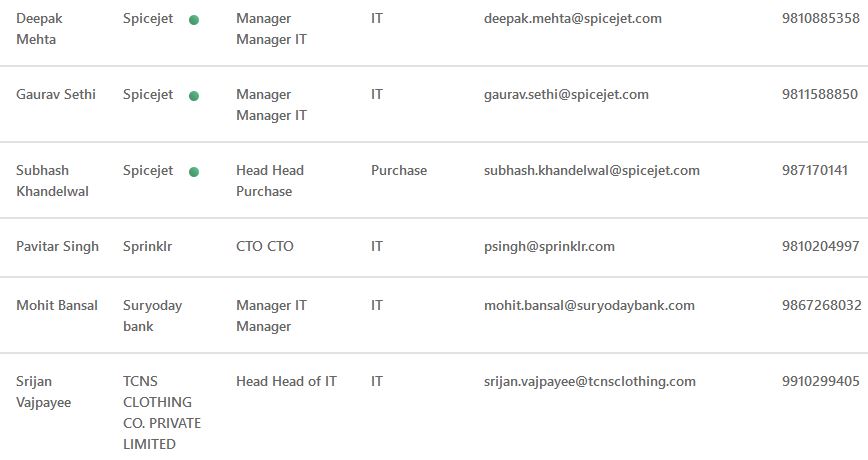 Deepak Mehta Spicejet Manager Manager IT IT deepak.mehta@spicejet.com 9810885358
Gaurav Sethi Spicejet Manager Manager IT IT gaurav.sethi@spicejet.com 9811588850
Subhash Khandelwal Spicejet Head Head Purchase Purchase subhash.khandelwal@spicejet.com 987170141
Pavitar Singh Sprinklr CTO CTO IT psingh@sprinklr.com 9810204997
Mohit Bansal Suryoday bank Manager IT Manager IT mohit.bansal@suryodaybank.com 9867268032
Srijan Vajpayee TCNS CLOTHING CO. PRIVATE LIMITED Head Head of IT IT srijan.vajpayee@tcnsclothing.com 9910299405